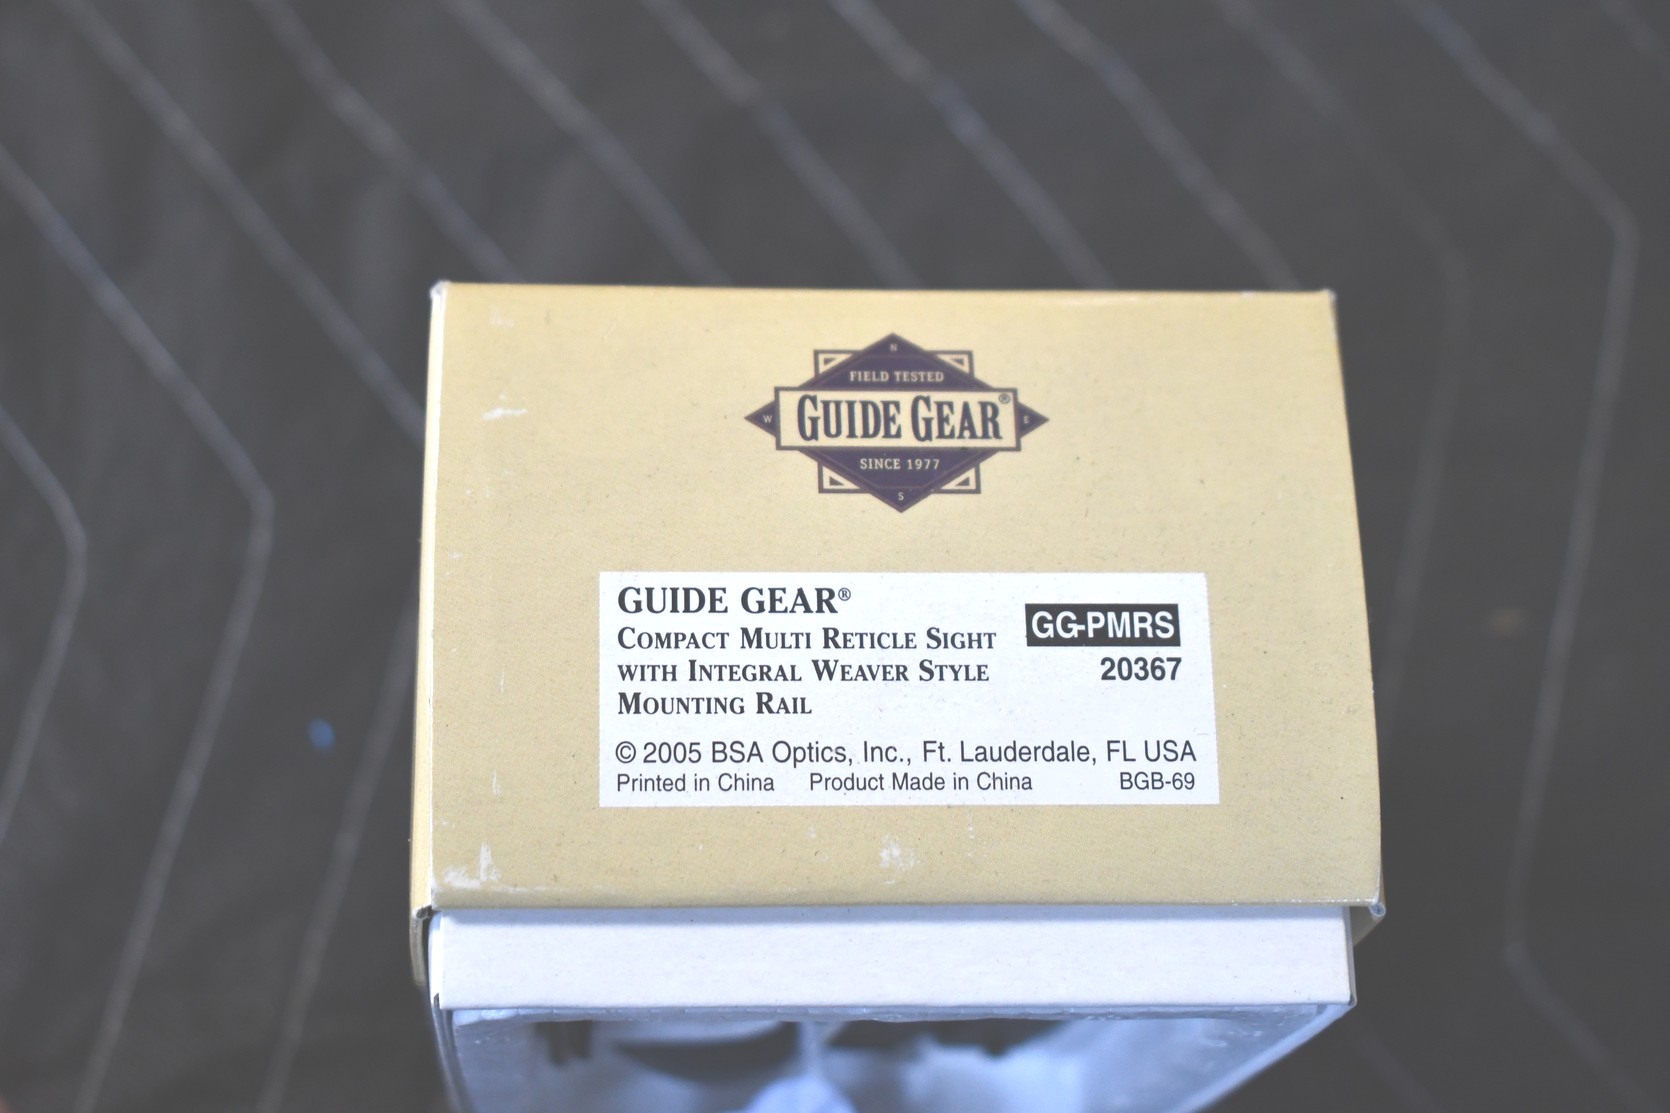 N
FIELD TESTED
W GUIDE GEAR® E
SINCE 1977
S
GUIDE GEAR®
COMPACT MULTI RETICLE SIGHT
WITH INTEGRAL WEAVER STYLE
MOUNTING RAIL
GG-PMRS
20367
© 2005 BSA Optics, Inc., Ft. Lauderdale, FL USA
Printed in China Product Made in China BGB-69